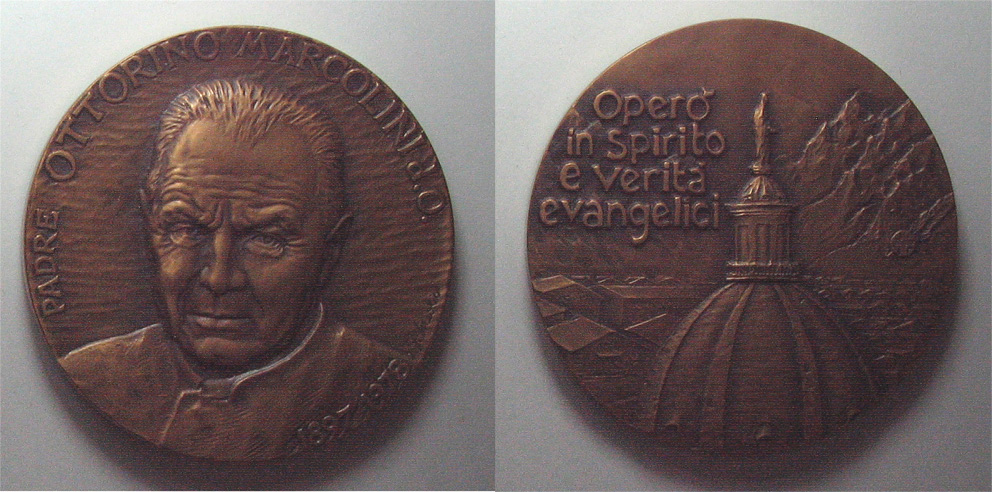 PADRE OTTORINO MARCOLINI d.O.
1897-1978
Operò
in Spirito
e verità
evangelici